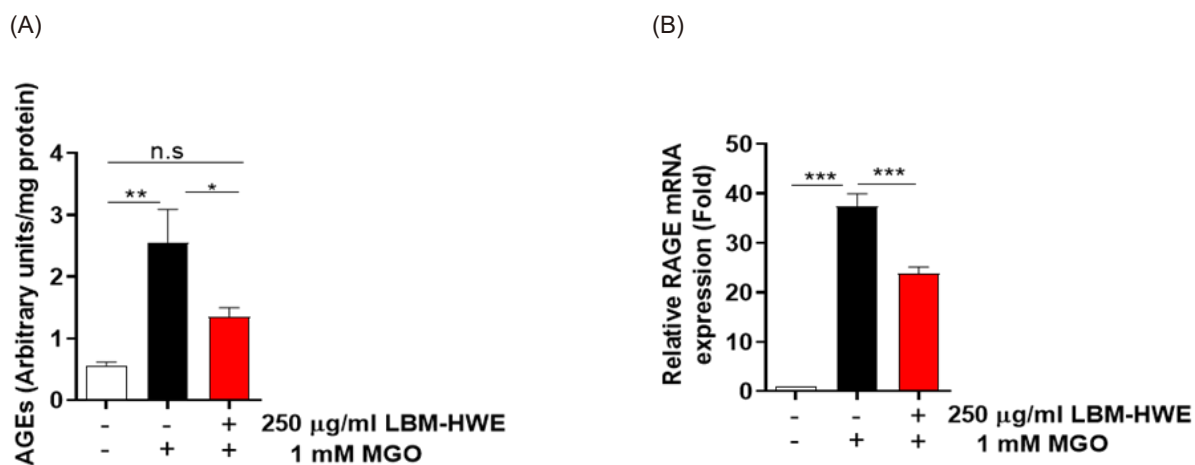 (A)
(B)
AGEs (Arbitrary units/mg protein)
4
3
2
1
0
n.s
**
*
- - + 250 μg/ml LBM-HWE
- + + 1 mM MGO
Relative RAGE mRNA
expression (Fold)
50
40
30
20
10
0
***
***
- - + 250 μg/ml LBM-HWE
- + + 1 mM MGO